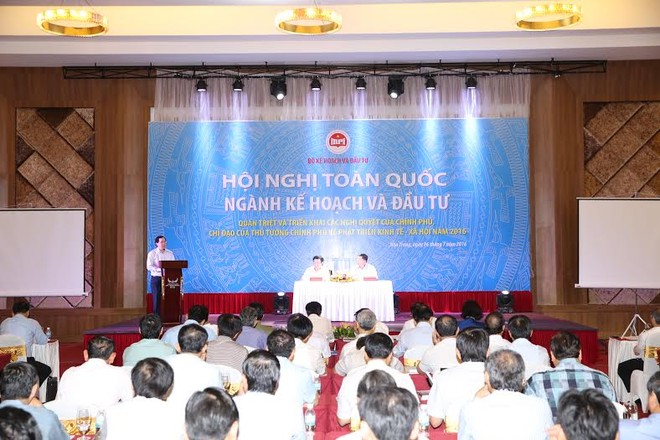 MPI
BỘ KẾ HOẠCH VÀ ĐẦU TƯ
HỘI NGHỊ TOÀN QUỐC
NGÀNH KẾ HOẠCH VÀ ĐẦU TƯ
QUÁN TRIỆT VÀ TRIỂN KHAI CÁC NGHỊ QUYẾT CỦA CHÍNH PHỦ,
CHỈ ĐẠO CỦA THỦ TƯỚNG CHÍNH PHỦ VỀ PHÁT TRIỂN KINH TẾ - XÃ HỘI NĂM 2016